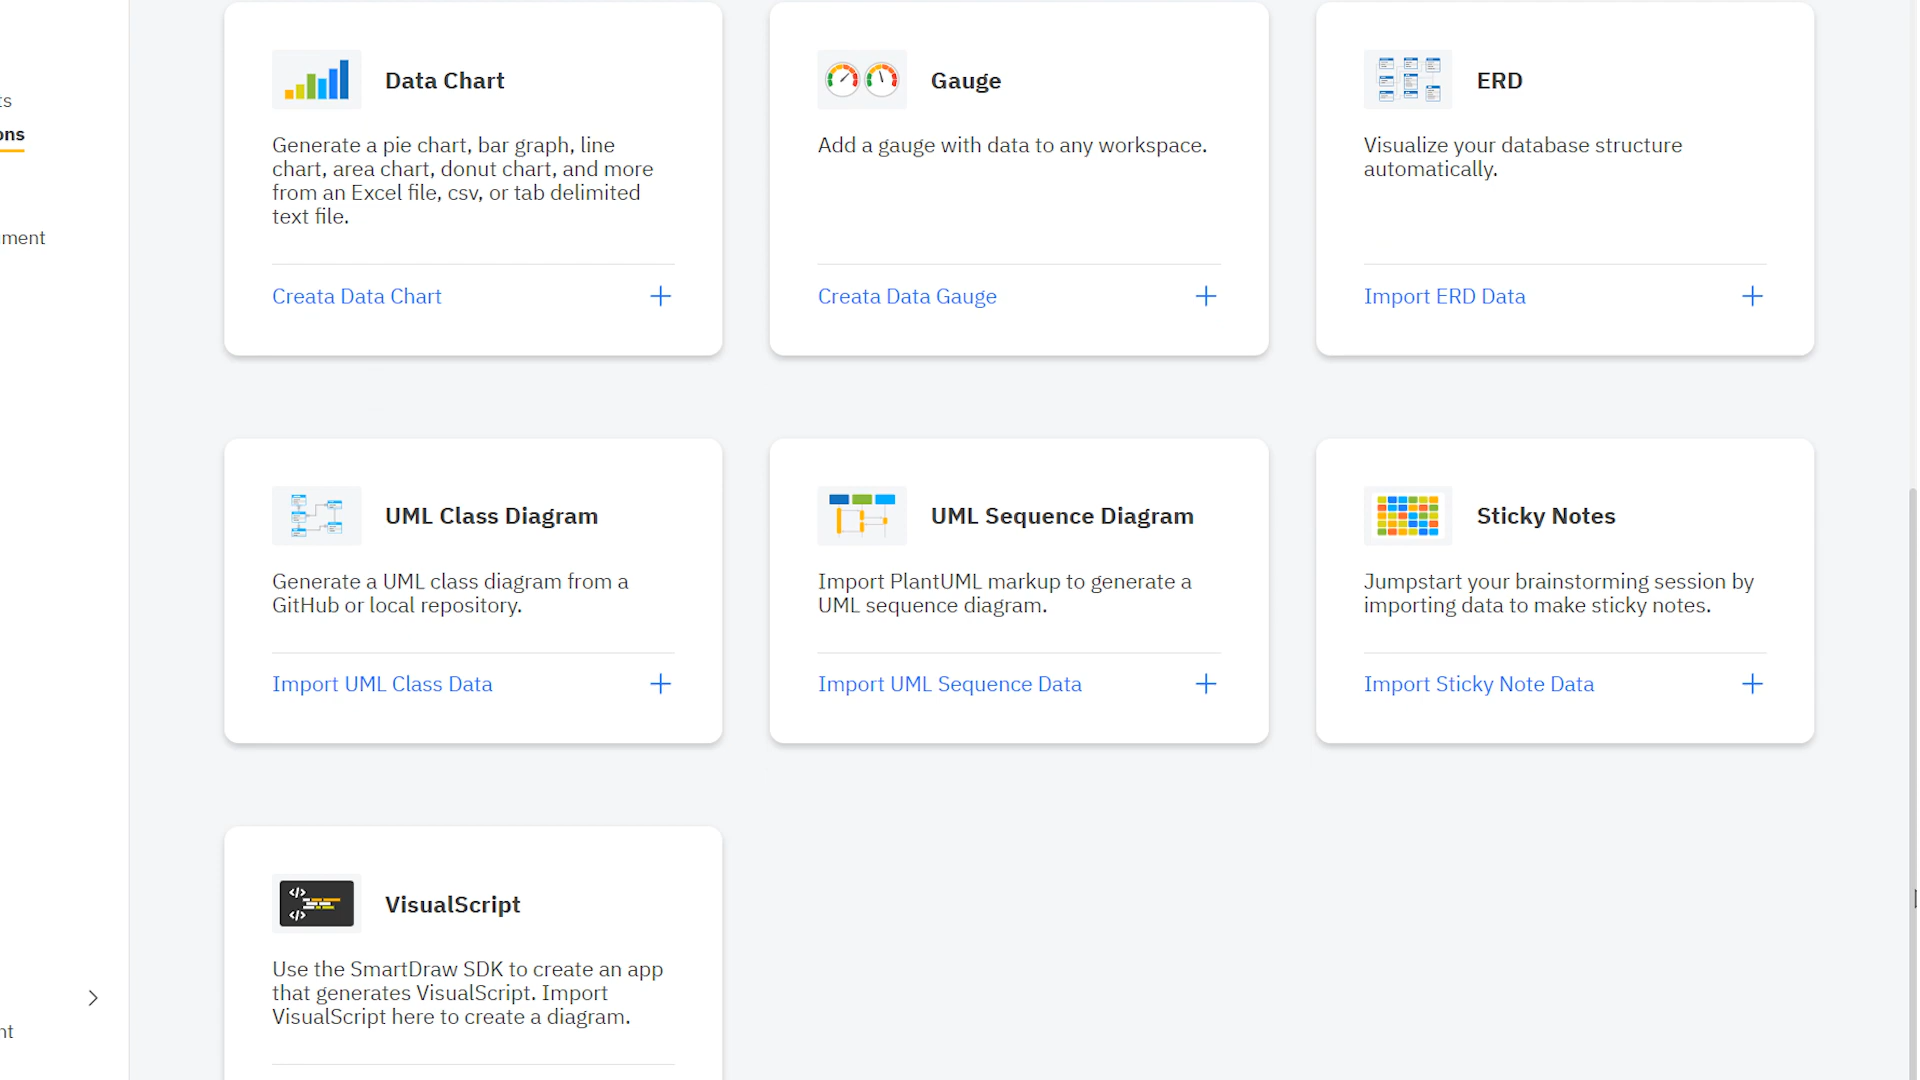 ts
ons
ment
nt
Data Chart
Generate a pie chart, bar graph, line
chart, area chart, donut chart, and more
from an Excel file, csv, or tab delimited
text file.
Creata Data Chart
Gauge
Add a gauge with data to any workspace.
Creata Data Gauge
ERD
Visualize your database structure
automatically.
Import ERD Data
UML Class Diagram
Generate a UML class diagram from a
GitHub or local repository.
Import UML Class Data
UML Sequence Diagram
Import PlantUML markup to generate a
UML sequence diagram.
Import UML Sequence Data
Sticky Notes
Jumpstart your brainstorming session by
importing data to make sticky notes.
Import Sticky Note Data
VisualScript
Use the SmartDraw SDK to create an app
that generates VisualScript. Import
VisualScript here to create a diagram.